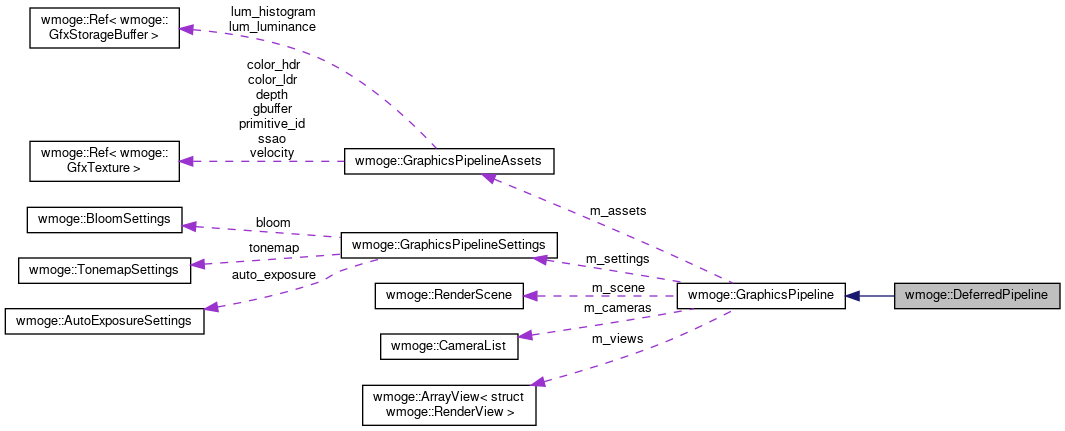 lum_histogram
lum_luminance
wmoge::Ref< wmoge::
GfxStorageBuffer >
color_hdr
color_ldr
depth
gbuffer
primitive_id
ssao
velocity
wmoge::Ref< wmoge::
GfxTexture >
wmoge::GraphicsPipelineAssets
m_assets
wmoge::BloomSettings
bloom
wmoge::GraphicsPipelineSettings
tonemap
wmoge::TonemapSettings
m_settings
auto_exposure
wmoge::RenderScene
m_scene
wmoge::GraphicsPipeline
wmoge::DeferredPipeline
m_cameras
wmoge::AutoExposureSettings
wmoge::CameraList
m_views
wmoge::ArrayView< struct
wmoge::RenderView >